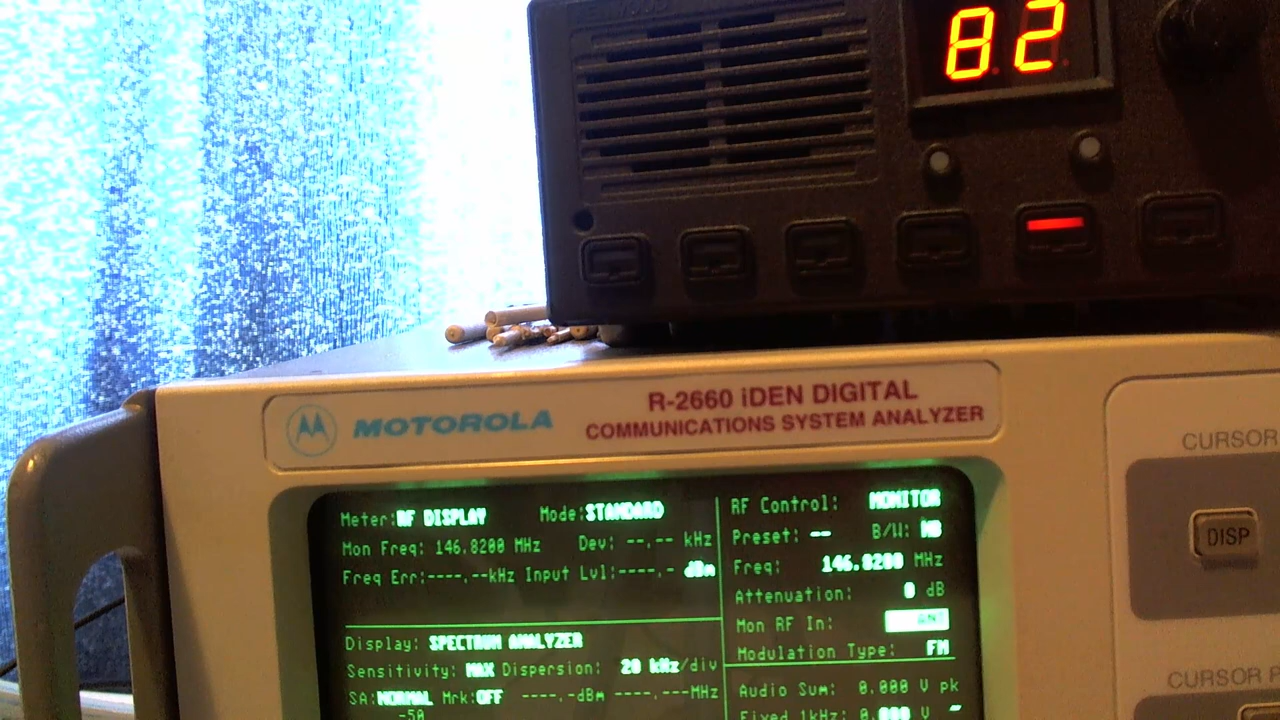 82
MOTOROLA
R-2660 iDEN DIGITAL
COMMUNICATIONS SYSTEM ANALYZER
CURSOR
DISP
CURSOR
Meter:RF DISPLAY Mode:STANDARD
Mon Freq: 146.8200 MHz Dev: --.-- kHz
Freq Err:----.--kHz Input Lvl:----.- dBm
Display: SPECTRUM ANALYZER
Sensitivity: MAX Dispersion: 20 kHz/div
SA:NORMAL Mrk:OFF ----.-dBm ----.---MHz
-50
RF Control: MONITOR
Preset: -- B/W: WB
Freq: 146.8200 MHz
Attenuation: 0 dB
Mon RF In: ANT
Modulation Type: FM
Audio Sum: 0.000 V pk
Fixed 1kHz: 0.000 V ~